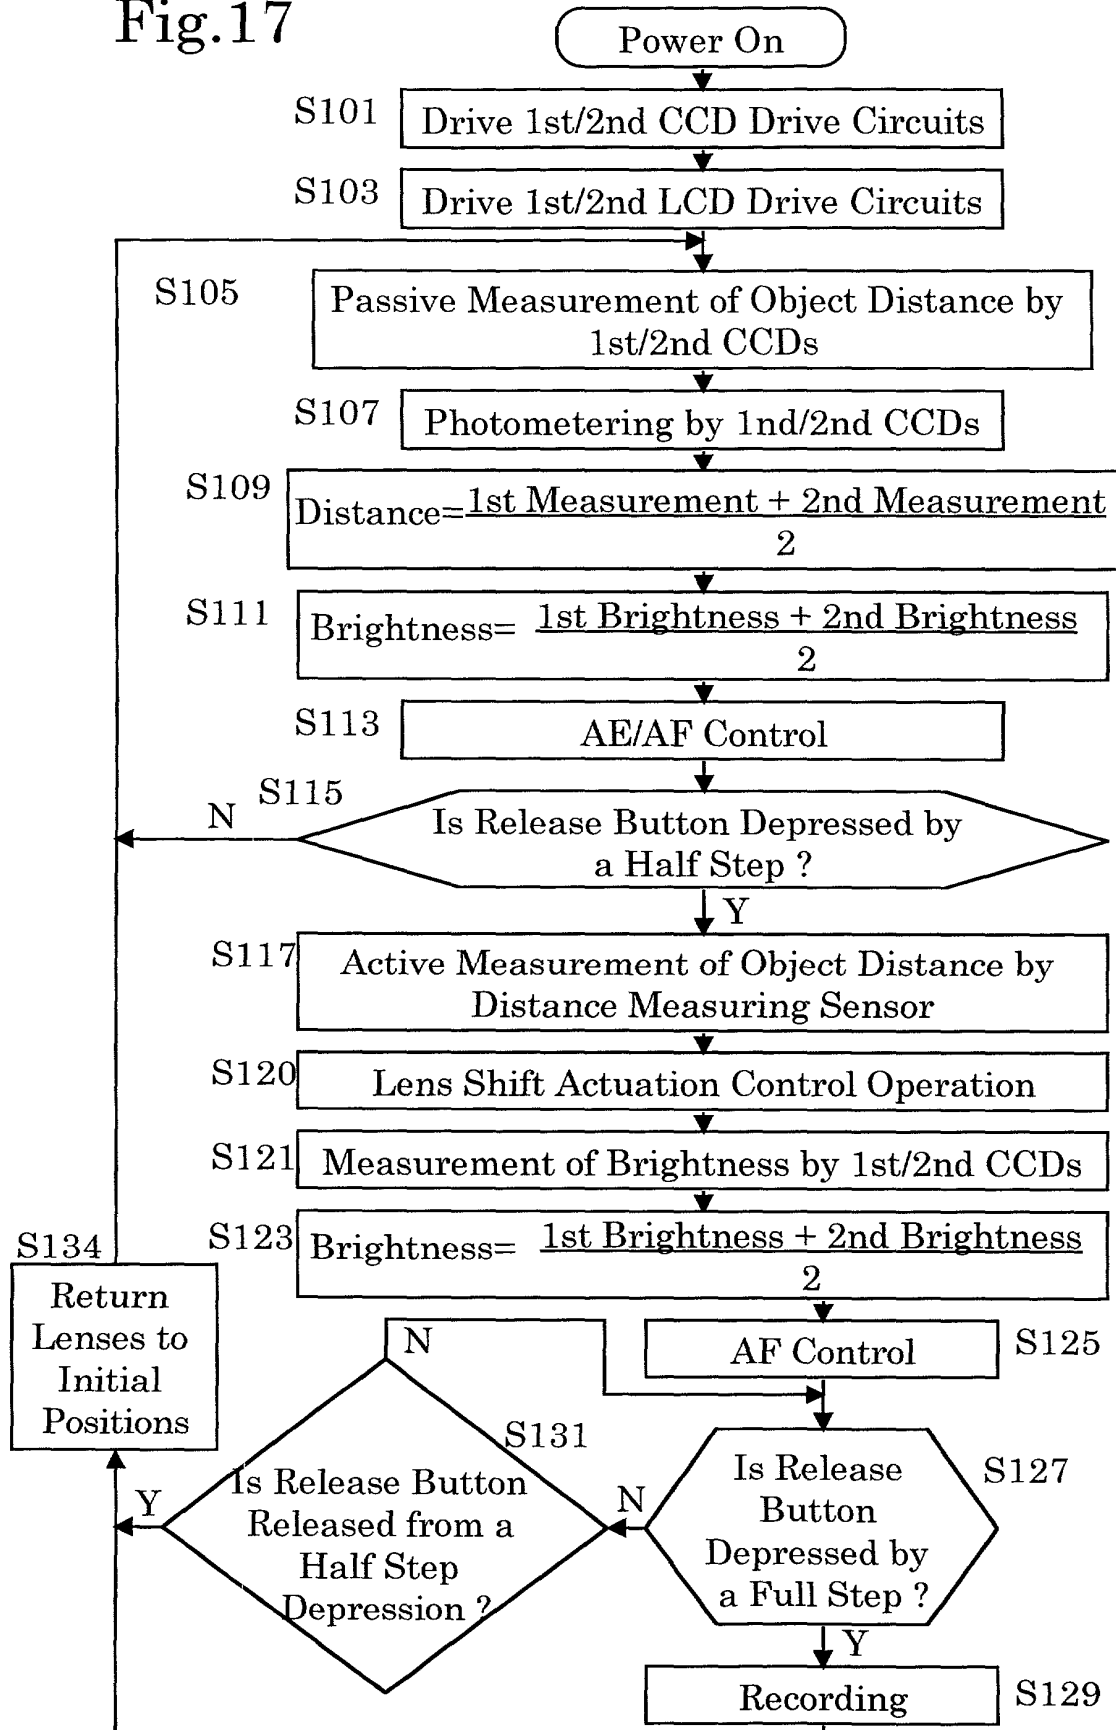 Fig.17
Power On
S101
Drive 1st/2nd CCD Drive Circuits
S103
Drive 1st/2nd LCD Drive Circuits
S105
Passive Measurement of Object Distance by
1st/2nd CCDs
S107
Photometering by 1nd/2nd CCDs
S109
Distance= 1st Measurement + 2nd Measurement
2
S111
Brightness= 1st Brightness + 2nd Brightness
2
S113
AE/AF Control
S115
N
Is Release Button Depressed by
a Half Step ?
Y
S117
Active Measurement of Object Distance by
Distance Measuring Sensor
S120
Lens Shift Actuation Control Operation
S121
Measurement of Brightness by 1st/2nd CCDs
S123
Brightness= 1st Brightness + 2nd Brightness
2
S134
Return
Lenses to
Initial
Positions
N
AF Control
S125
S131
Is Release Button
Released from a
Half Step
Depression ?
Y
N
Is Release
Button
Depressed by
a Full Step ?
S127
Y
Recording
S129